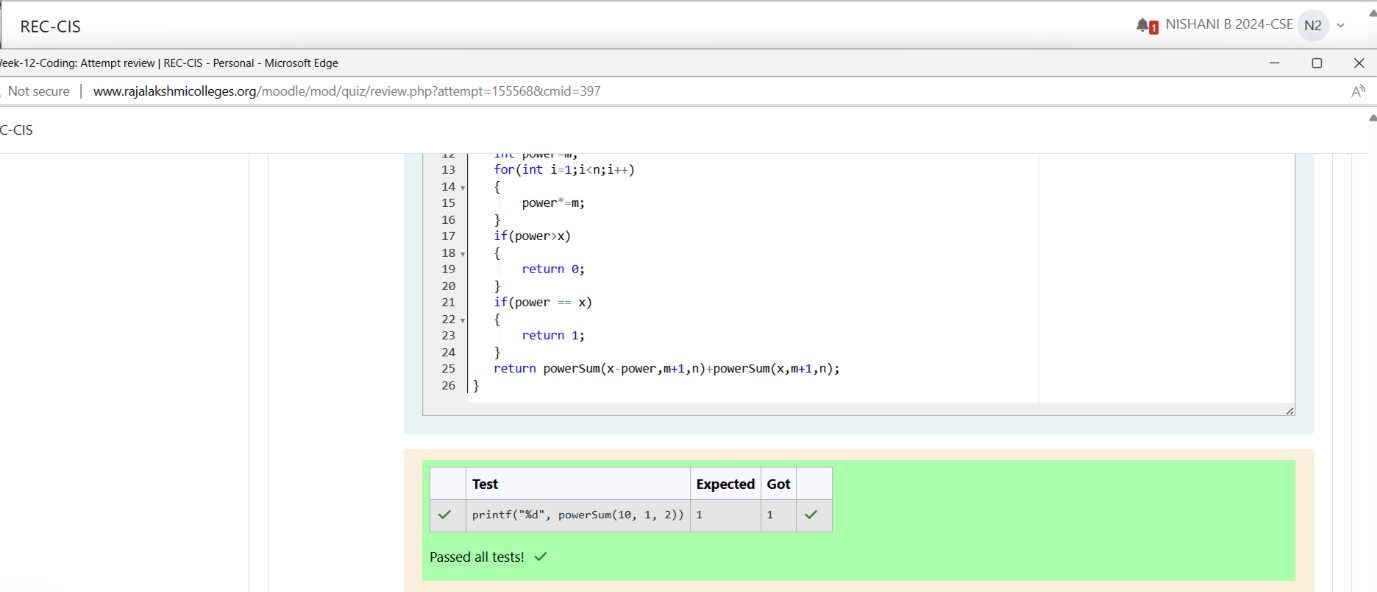 REC-CIS
1 NISHANI B 2024-CSE N2
eek-12-Coding: Attempt review | REC-CIS - Personal - Microsoft Edge
Not secure | www.rajalakshmicolleges.org/moodle/mod/quiz/review.php?attempt=155568&cmid=397
C-CIS
12 int power=m;
13 for(int i=1;i<n;i++)
14 {
15 power*=m;
16 }
17 if(power>x)
18 {
19 return 0;
20 }
21 if(power == x)
22 {
23 return 1;
24 }
25 return powerSum(x-power,m+1,n)+powerSum(x,m+1,n);
26 }
Test Expected Got
printf("%d", powerSum(10, 1, 2)) 1 1
Passed all tests!